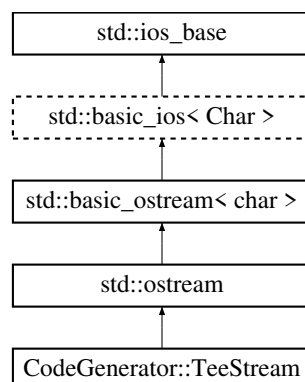 std::ios_base
std::basic_ios< Char >
std::basic_ostream< char >
std::ostream
CodeGenerator::TeeStream